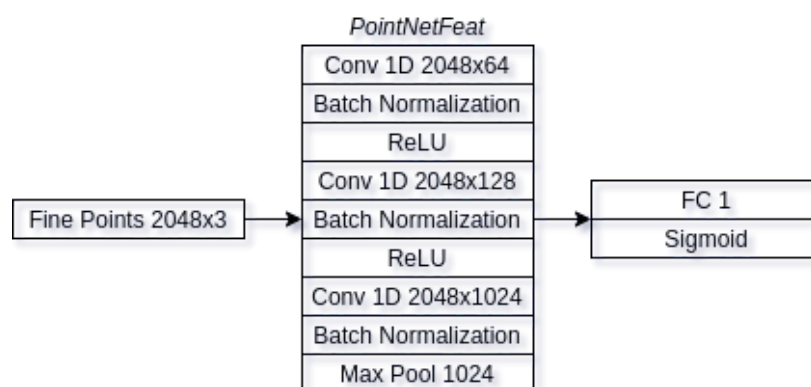 PointNetFeat
Conv 1D 2048x64
Batch Normalization
ReLU
Conv 1D 2048x128
Batch Normalization
ReLU
Conv 1D 2048x1024
Batch Normalization
Max Pool 1024
Fine Points 2048x3
FC 1
Sigmoid